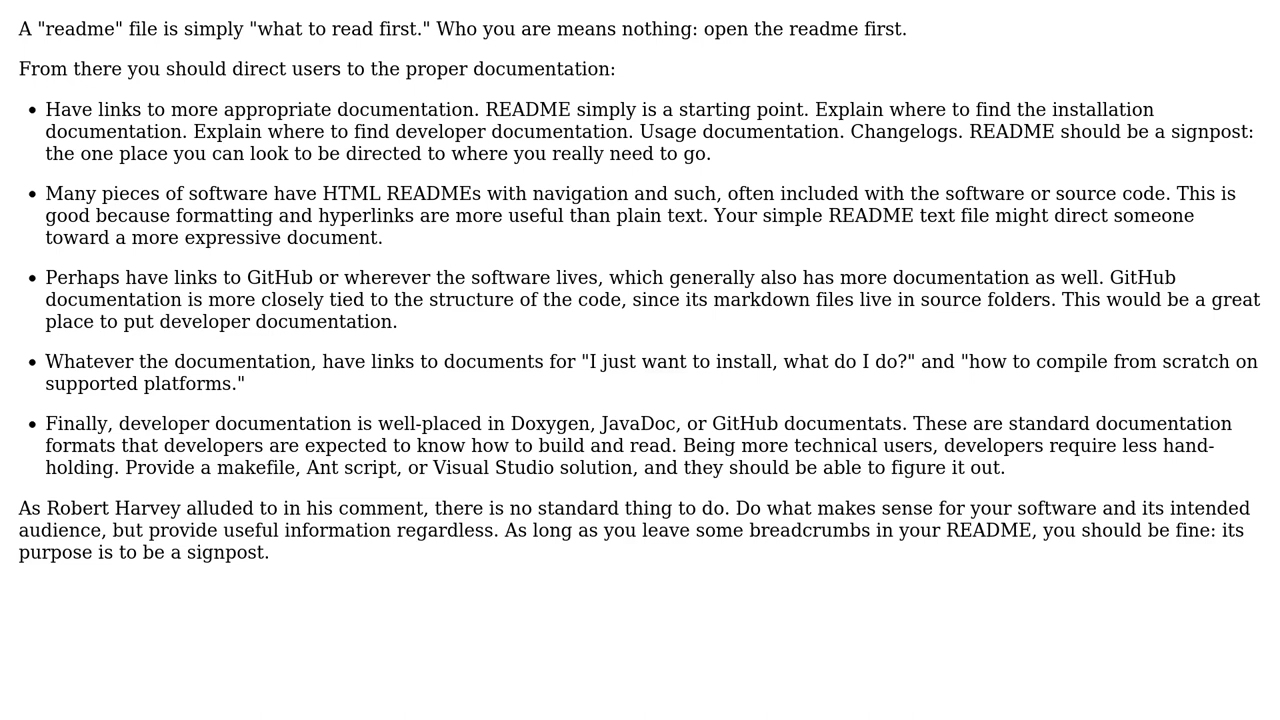 A "readme" file is simply "what to read first." Who you are means nothing: open the readme first.
From there you should direct users to the proper documentation:
• Have links to more appropriate documentation. README simply is a starting point. Explain where to find the installation
documentation. Explain where to find developer documentation. Usage documentation. Changelogs. README should be a signpost:
the one place you can look to be directed to where you really need to go.
• Many pieces of software have HTML READMEs with navigation and such, often included with the software or source code. This is
good because formatting and hyperlinks are more useful than plain text. Your simple README text file might direct someone
toward a more expressive document.
• Perhaps have links to GitHub or wherever the software lives, which generally also has more documentation as well. GitHub
documentation is more closely tied to the structure of the code, since its markdown files live in source folders. This would be a great
place to put developer documentation.
• Whatever the documentation, have links to documents for "I just want to install, what do I do?" and "how to compile from scratch on
supported platforms."
• Finally, developer documentation is well-placed in Doxygen, JavaDoc, or GitHub documentats. These are standard documentation
formats that developers are expected to know how to build and read. Being more technical users, developers require less hand-
holding. Provide a makefile, Ant script, or Visual Studio solution, and they should be able to figure it out.
As Robert Harvey alluded to in his comment, there is no standard thing to do. Do what makes sense for your software and its intended
audience, but provide useful information regardless. As long as you leave some breadcrumbs in your README, you should be fine: its
purpose is to be a signpost.